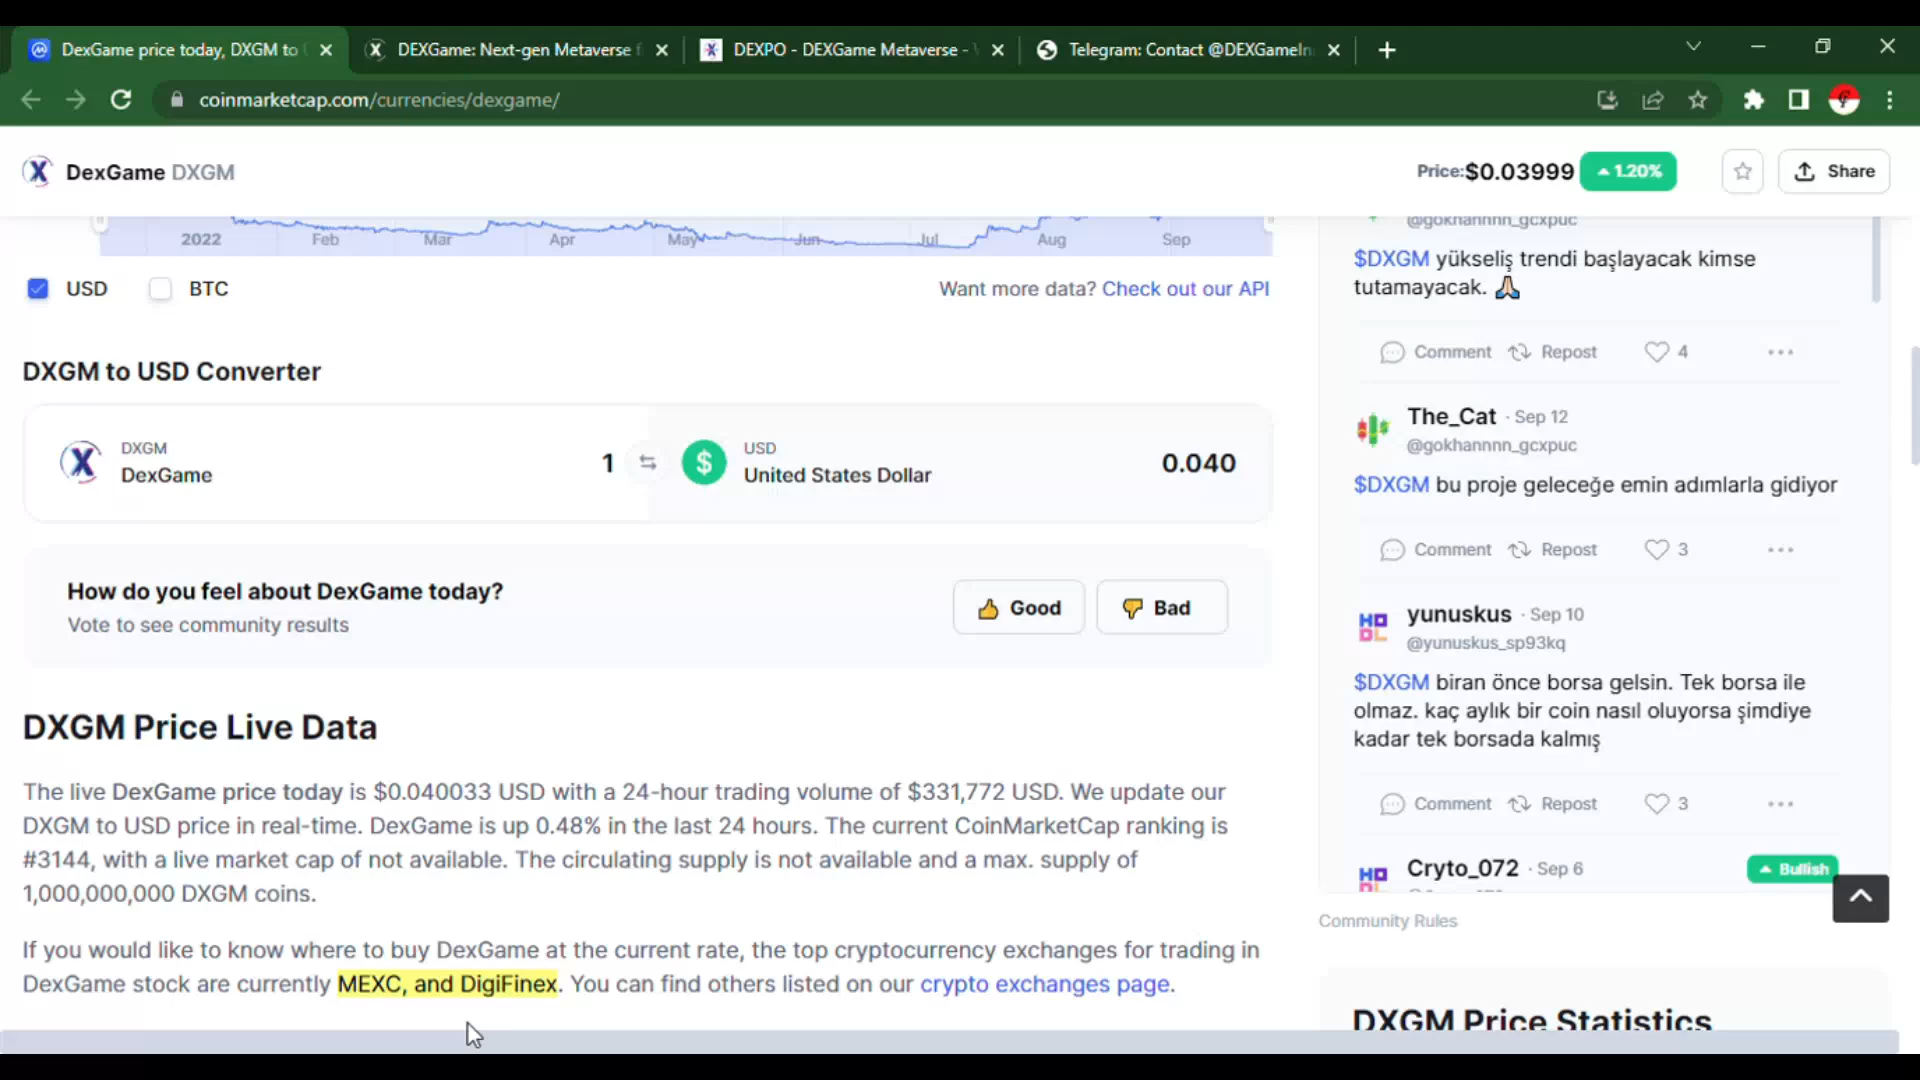 DexGame price today, DXGM to
DEXGame: Next-gen Metaverse f
DEXPO - DEXGame Metaverse -
Telegram: Contact @DEXGameIn
coinmarketcap.com/currencies/dexgame/
DexGame DXGM
Price:$0.03999
1.20%
Share
2022 Feb Mar Apr May Jun Jul Aug Sep
USD
BTC
Want more data? Check out our API
DXGM to USD Converter
DXGM
DexGame
1
USD
United States Dollar
0.040
How do you feel about DexGame today?
Vote to see community results
Good
Bad
DXGM Price Live Data
The live DexGame price today is $0.040033 USD with a 24-hour trading volume of $331,772 USD. We update our
DXGM to USD price in real-time. DexGame is up 0.48% in the last 24 hours. The current CoinMarketCap ranking is
#3144, with a live market cap of not available. The circulating supply is not available and a max. supply of
1,000,000,000 DXGM coins.
If you would like to know where to buy DexGame at the current rate, the top cryptocurrency exchanges for trading in
DexGame stock are currently MEXC, and DigiFinex. You can find others listed on our crypto exchanges page.
@gokhannnn_gcxpuc
$DXGM yükseliş trendi başlayacak kimse
tutamayacak.
Comment Repost 4
The_Cat · Sep 12
@gokhannnn_gcxpuc
$DXGM bu proje geleceğe emin adımlarla gidiyor
Comment Repost 3
HODL
yunuskus · Sep 10
@yunuskus_sp93kq
$DXGM biran önce borsa gelsin. Tek borsa ile
olmaz. kaç aylık bir coin nasıl oluyorsa şimdiye
kadar tek borsada kalmış
Comment Repost 3
HODL
Cryto_072 · Sep 6
Bullish
Community Rules
DXGM Price Statistics